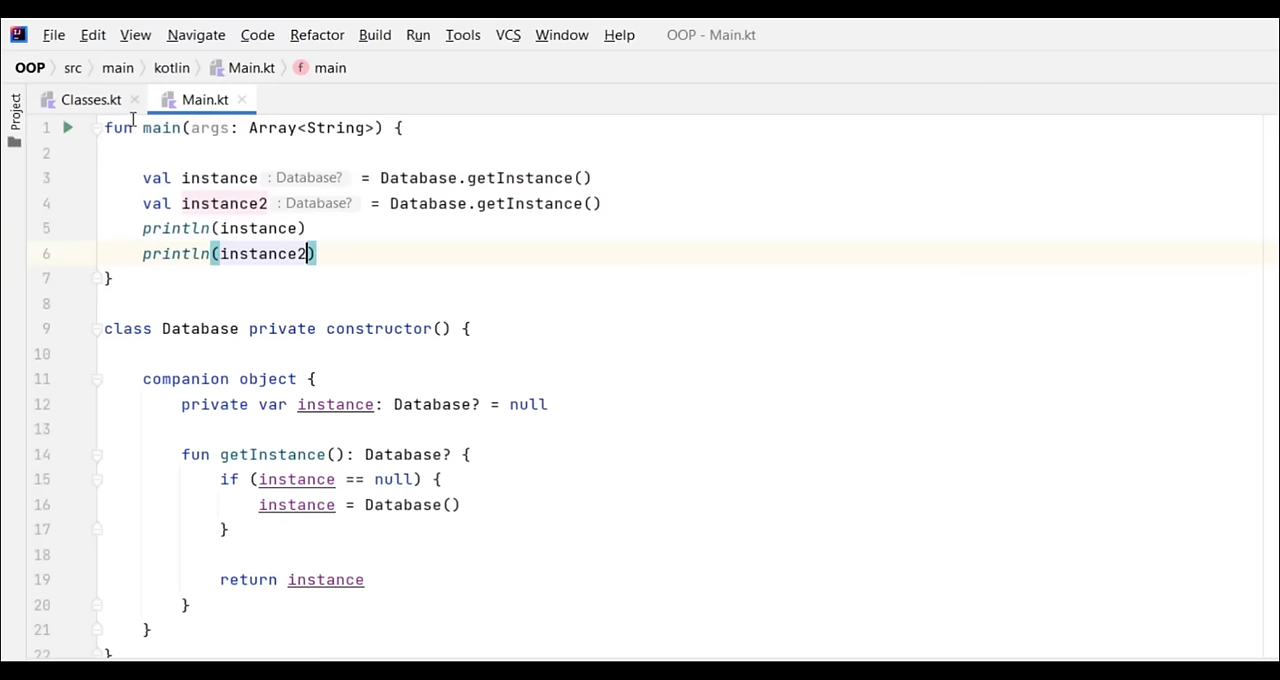 File Edit View Navigate Code Refactor Build Run Tools VCS Window Help OOP - Main.kt
OOP src main kotlin Main.kt main
Classes.kt Main.kt
Project
1 fun main(args: Array<String>) {
2
3 val instance : Database? = Database.getInstance()
4 val instance2 : Database? = Database.getInstance()
5 println(instance)
6 println(instance2)
7 }
8
9 class Database private constructor() {
10
11 companion object {
12 private var instance: Database? = null
13
14 fun getInstance(): Database? {
15 if (instance == null) {
16 instance = Database()
17 }
18
19 return instance
20 }
21 }
22 }